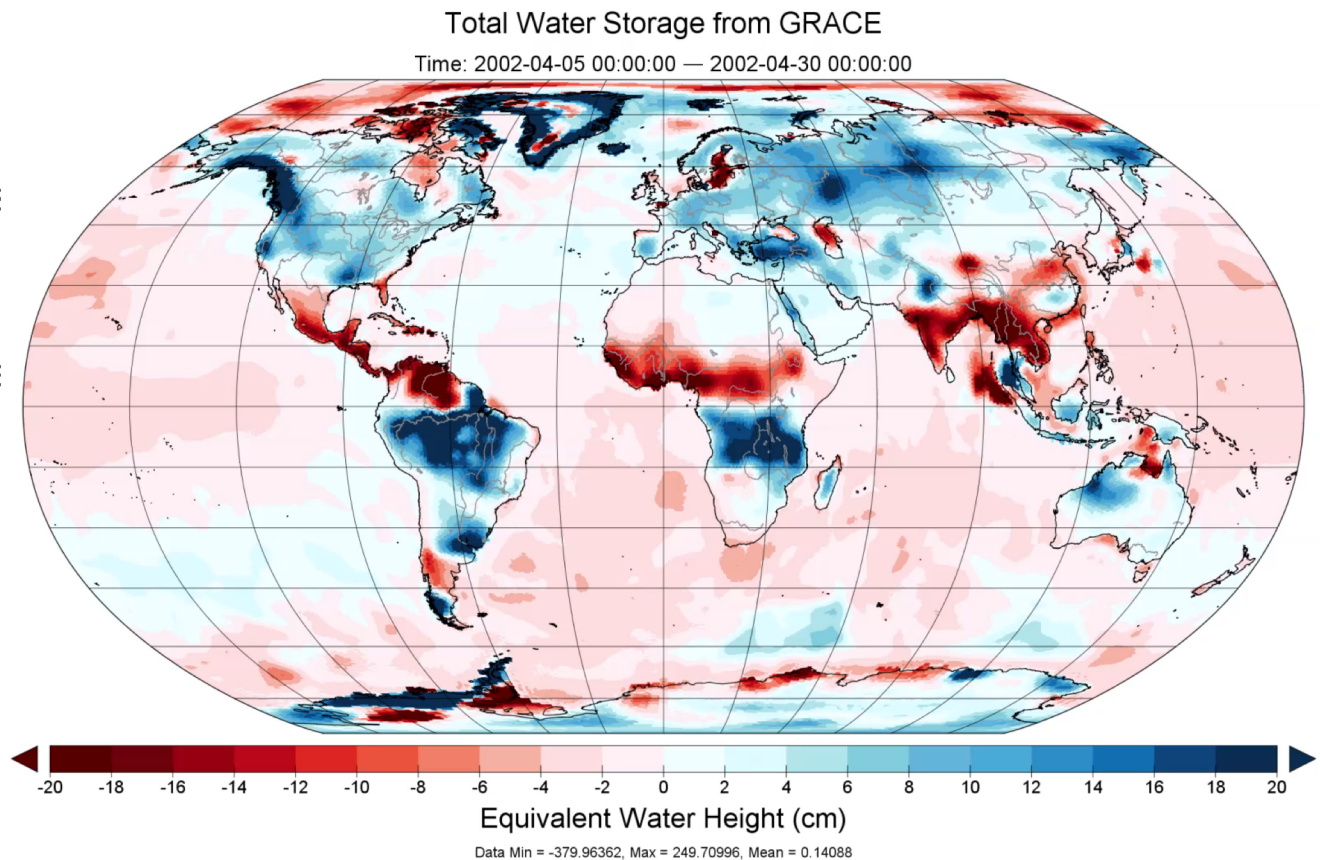 Total Water Storage from GRACE
Time: 2002-04-05 00:00:00 — 2002-04-30 00:00:00
-20 -18 -16 -14 -12 -10 -8 -6 -4 -2 0 2 4 6 8 10 12 14 16 18 20
Equivalent Water Height (cm)
Data Min = -379.96362, Max = 249.70996, Mean = 0.14088